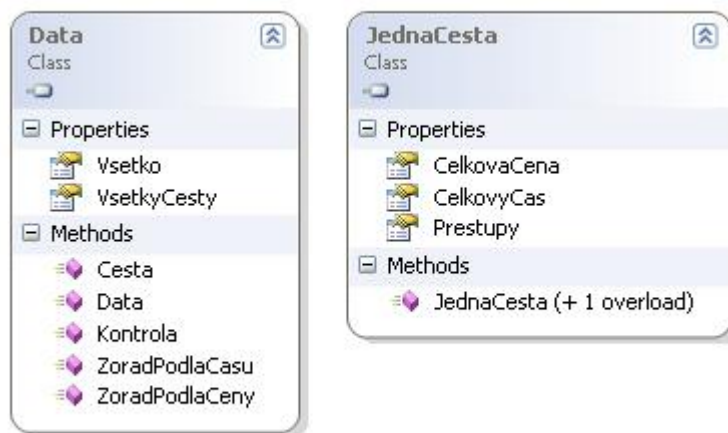 Data
Class
Properties
Vsetko
VsetkyCesty
Methods
Cesta
Data
Kontrola
ZoradPodlaCasu
ZoradPodlaCeny
JednaCesta
Class
Properties
CelkovaCena
CelkovyCas
Prestupy
Methods
JednaCesta (+ 1 overload)